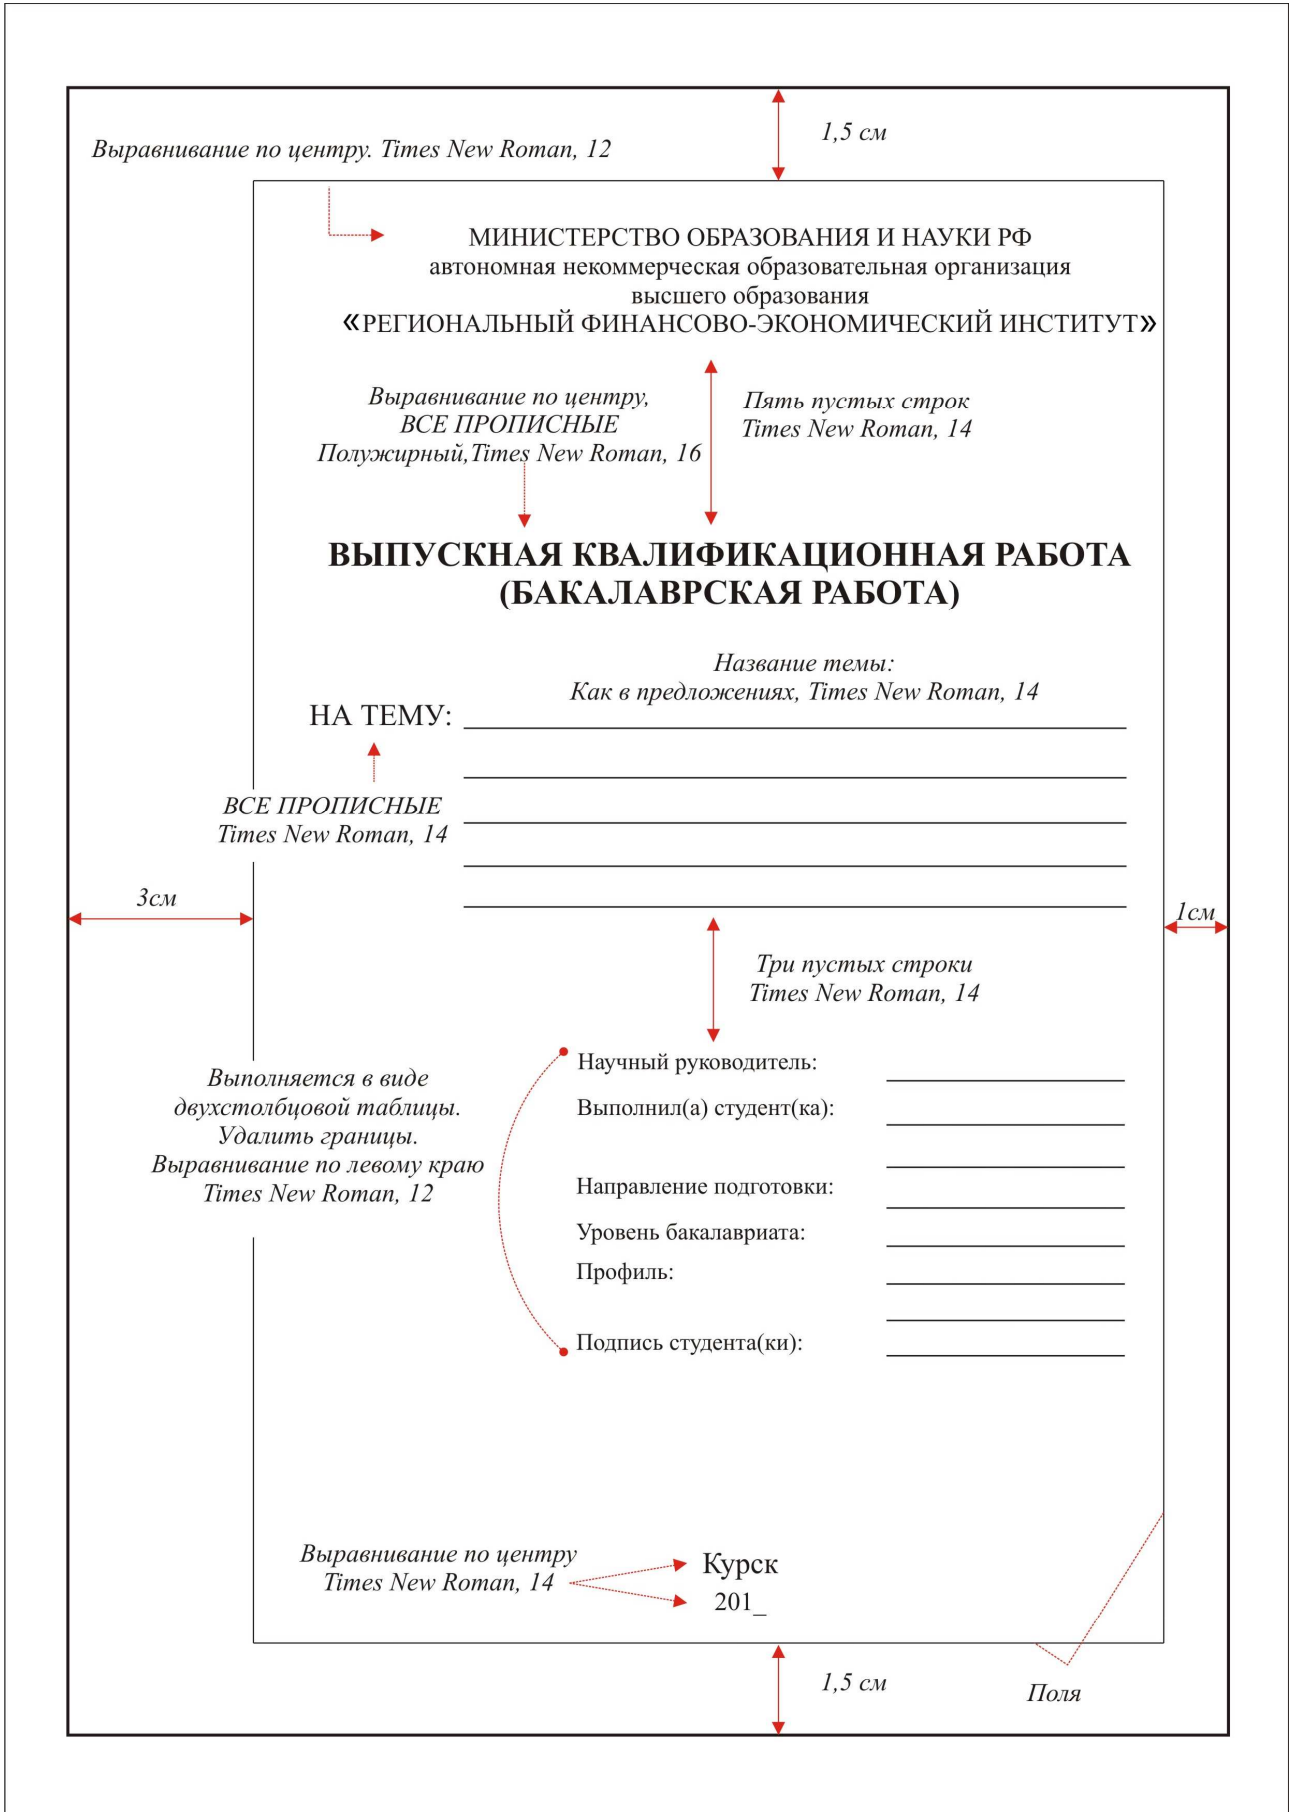 1,5 см
Выравнивание по центру. Times New Roman, 12
МИНИСТЕРСТВО ОБРАЗОВАНИЯ И НАУКИ РФ
автономная некоммерческая образовательная организация
высшего образования
«РЕГИОНАЛЬНЫЙ ФИНАНСОВО-ЭКОНОМИЧЕСКИЙ ИНСТИТУТ»
Выравнивание по центру,
ВСЕ ПРОПИСНЫЕ
Полужирный,Times New Roman, 16
Пять пустых строк
Times New Roman, 14
ВЫПУСКНАЯ КВАЛИФИКАЦИОННАЯ РАБОТА
(БАКАЛАВРСКАЯ РАБОТА)
Название темы:
Как в предложениях, Times New Roman, 14
НА ТЕМУ:
ВСЕ ПРОПИСНЫЕ
Times New Roman, 14
3см
1см
Три пустых строки
Times New Roman, 14
Выполняется в виде
двухстолбцовой таблицы.
Удалить границы.
Выравнивание по левому краю
Times New Roman, 12
Научный руководитель:
Выполнил(а) студент(ка):
Направление подготовки:
Уровень бакалавриата:
Профиль:
Подпись студента(ки):
Выравнивание по центру
Times New Roman, 14
Курск
201_
1,5 см
Поля